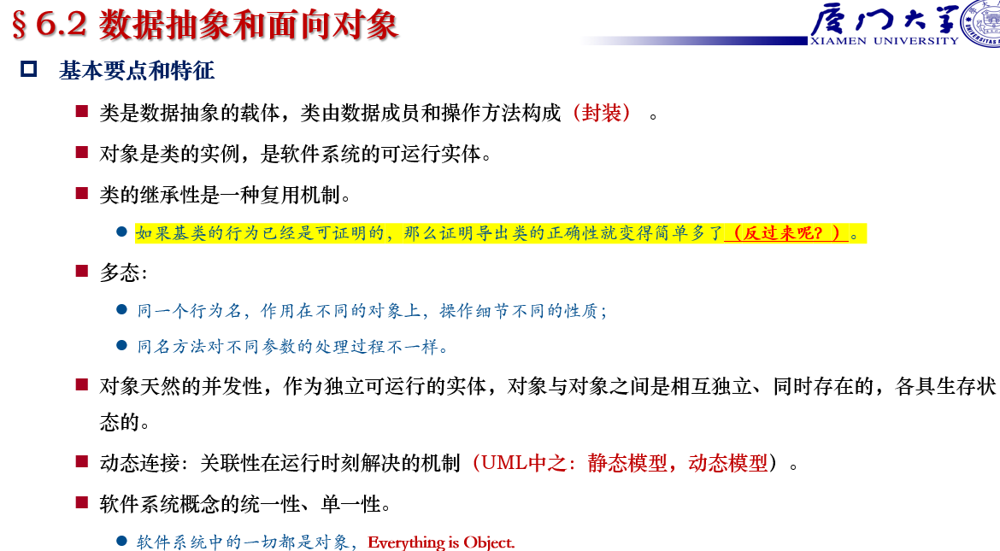 §6.2 数据抽象和面向对象
厦门大学
XIAMEN UNIVERSITY
基本要点和特征
类是数据抽象的载体，类由数据成员和操作方法构成（封装） 。
对象是类的实例，是软件系统的可运行实体。
类的继承性是一种复用机制。
如果基类的行为已经是可证明的，那么证明导出类的正确性就变得简单多了（反过来呢？）。
多态：
同一个行为名，作用在不同的对象上，操作细节不同的性质；
同名方法对不同参数的处理过程不一样。
对象天然的并发性，作为独立可运行的实体，对象与对象之间是相互独立、同时存在的，各具生存状
态的。
动态连接：关联性在运行时刻解决的机制（UML中之：静态模型，动态模型）。
软件系统概念的统一性、单一性。
软件系统中的一切都是对象，Everything is Object.